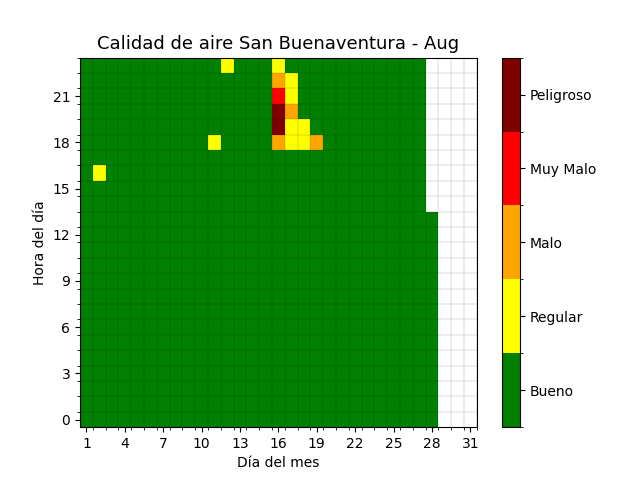 Calidad de aire San Buenaventura - Aug
Hora del día
21
18
15
12
9
6
3
0
1 4 7 10 13 16 19 22 25 28 31
Día del mes
Peligroso
Muy Malo
Malo
Regular
Bueno